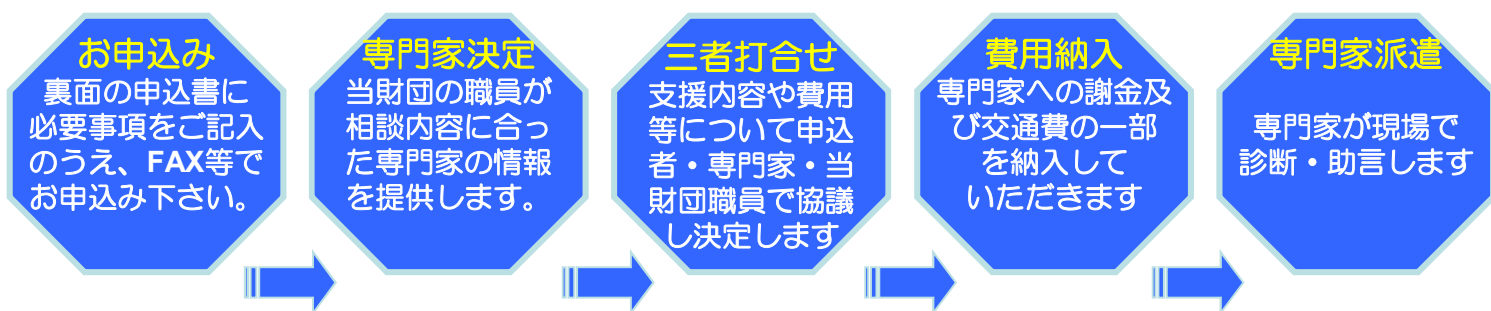 お申込み
裏面の申込書に
必要事項をご記入
のうえ、FAX等で
お申込み下さい。
専門家決定
当財団の職員が
相談内容に合っ
た専門家の情報
を提供します。
三者打合せ
支援内容や費用
等について申込
者・専門家・当
財団職員で協議
し決定します
費用納入
専門家への謝金及
び交通費の一部
を納入して
いただきます
専門家派遣
専門家が現場で
診断・助言します